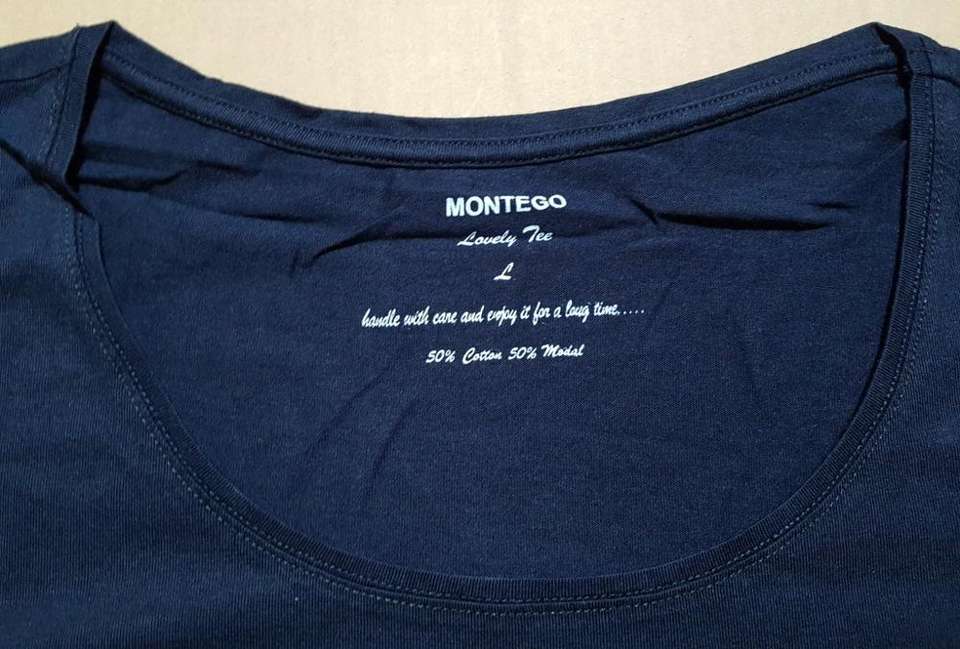 MONTEGO
Lovely Tee
L
handle with care and enjoy it for a long time.....
50% Cotton 50% Modal